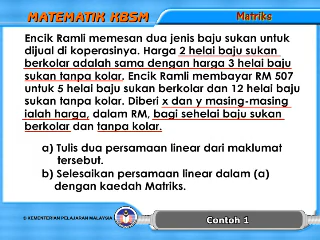 MATEMATIK KBSM
Matriks
Encik Ramli memesan dua jenis baju sukan untuk
dijual di koperasinya. Harga 2 helai baju sukan
berkolar adalah sama dengan harga 3 helai baju
sukan tanpa kolar. Encik Ramli membayar RM 507
untuk 5 helai baju sukan berkolar dan 12 helai baju
sukan tanpa kolar. Diberi x dan y masing-masing
ialah harga, dalam RM, bagi sehelai baju sukan
berkolar dan tanpa kolar.
a) Tulis dua persamaan linear dari maklumat
tersebut.
b) Selesaikan persamaan linear dalam (a)
dengan kaedah Matriks.
© KEMENTERIAN PELAJARAN MALAYSIA
Contoh 1